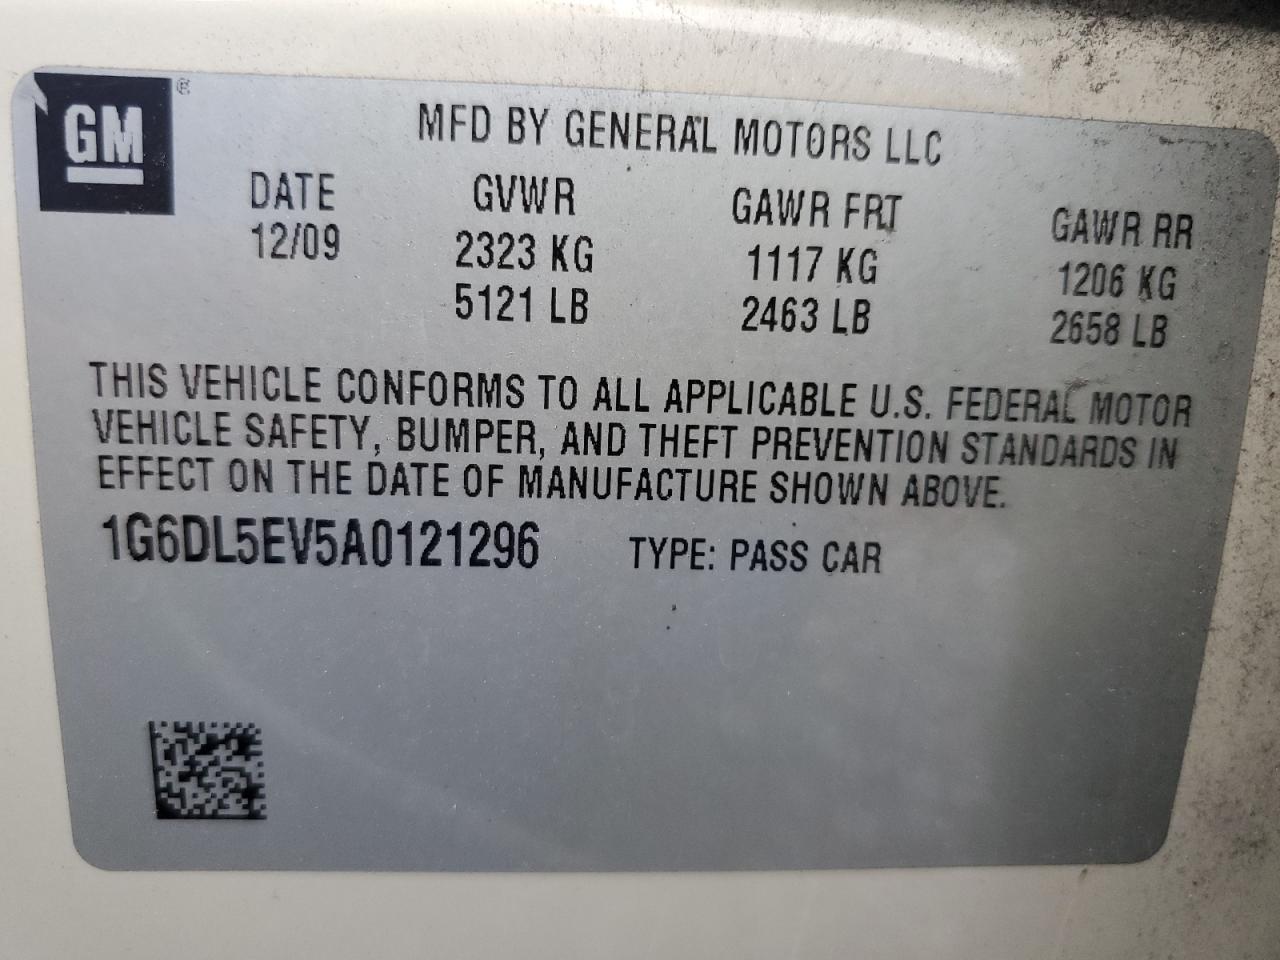 GM ®
MFD BY GENERAL MOTORS LLC
DATE GVWR GAWR FRT GAWR RR
12/09 2323 KG 1117 KG 1206 KG
5121 LB 2463 LB 2658 LB
THIS VEHICLE CONFORMS TO ALL APPLICABLE U.S. FEDERAL MOTOR
VEHICLE SAFETY, BUMPER, AND THEFT PREVENTION STANDARDS IN
EFFECT ON THE DATE OF MANUFACTURE SHOWN ABOVE.
1G6DL5EV5A0121296 TYPE: PASS CAR